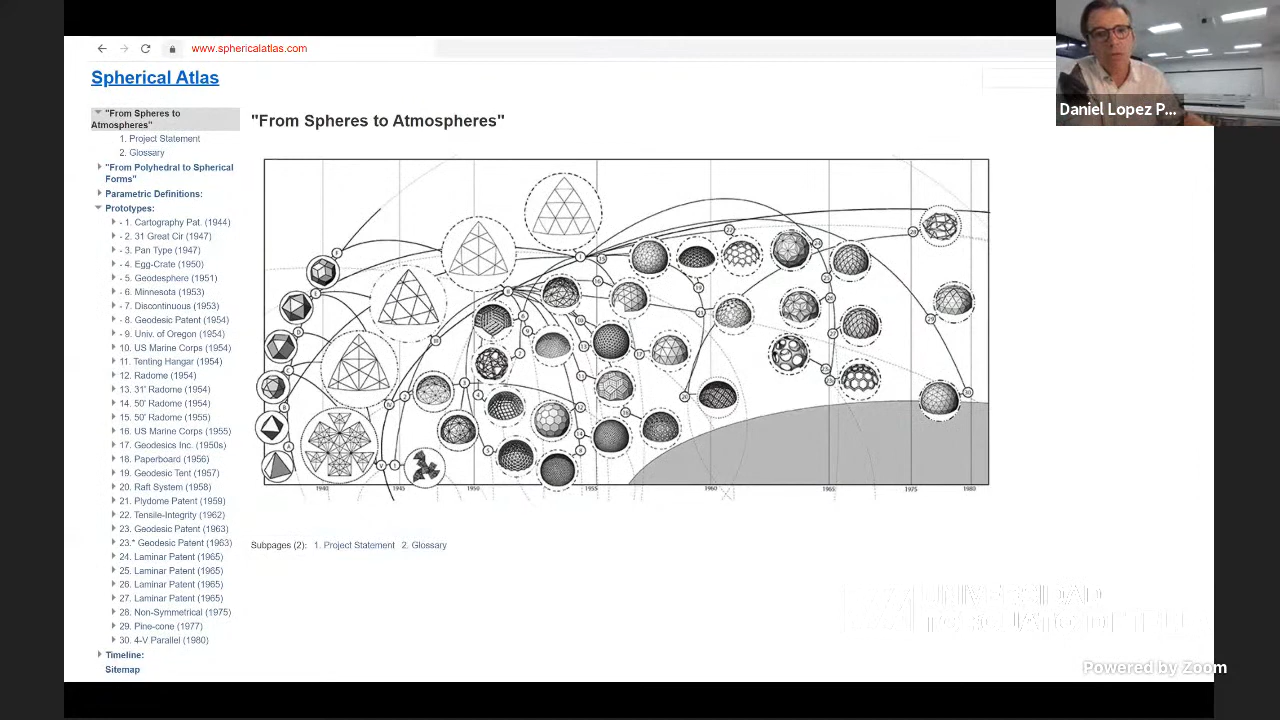 www.sphericalatlas.com
Spherical Atlas
Daniel Lopez P...
"From Spheres to
Atmospheres"
1. Project Statement
2. Glossary
"From Polyhedral to Spherical
Forms"
Parametric Definitions:
Prototypes:
- 1. Cartography Pat. (1944)
- 2. 31 Great Cir (1947)
- 3. Pan Type (1947)
- 4. Egg-Crate (1950)
- 5. Geodesphere (1951)
- 6. Minnesota (1953)
- 7. Discontinuous (1953)
- 8. Geodesic Patent (1954)
- 9. Univ. of Oregon (1954)
10. US Marine Corps (1954)
11. Tenting Hangar (1954)
12. Radome (1954)
13. 31' Radome (1954)
14. 50' Radome (1954)
15. 50' Radome (1955)
16. US Marine Corps (1955)
17. Geodesics Inc. (1950s)
18. Paperboard (1956)
19. Geodesic Tent (1957)
20. Raft System (1958)
21. Plydome Patent (1959)
22. Tensile-Integrity (1962)
23. Geodesic Patent (1963)
23.* Geodesic Patent (1963)
24. Laminar Patent (1965)
25. Laminar Patent (1965)
26. Laminar Patent (1965)
27. Laminar Patent (1965)
28. Non-Symmetrical (1975)
29. Pine-cone (1977)
30. 4-V Parallel (1980)
Timeline:
Sitemap
"From Spheres to Atmospheres"
1940 1945 1950 1955 1960 1965 1975 1980
Subpages (2): 1. Project Statement 2. Glossary
UNIVERSIDAD
TORCUATO DI TELLA
Powered by Zoom